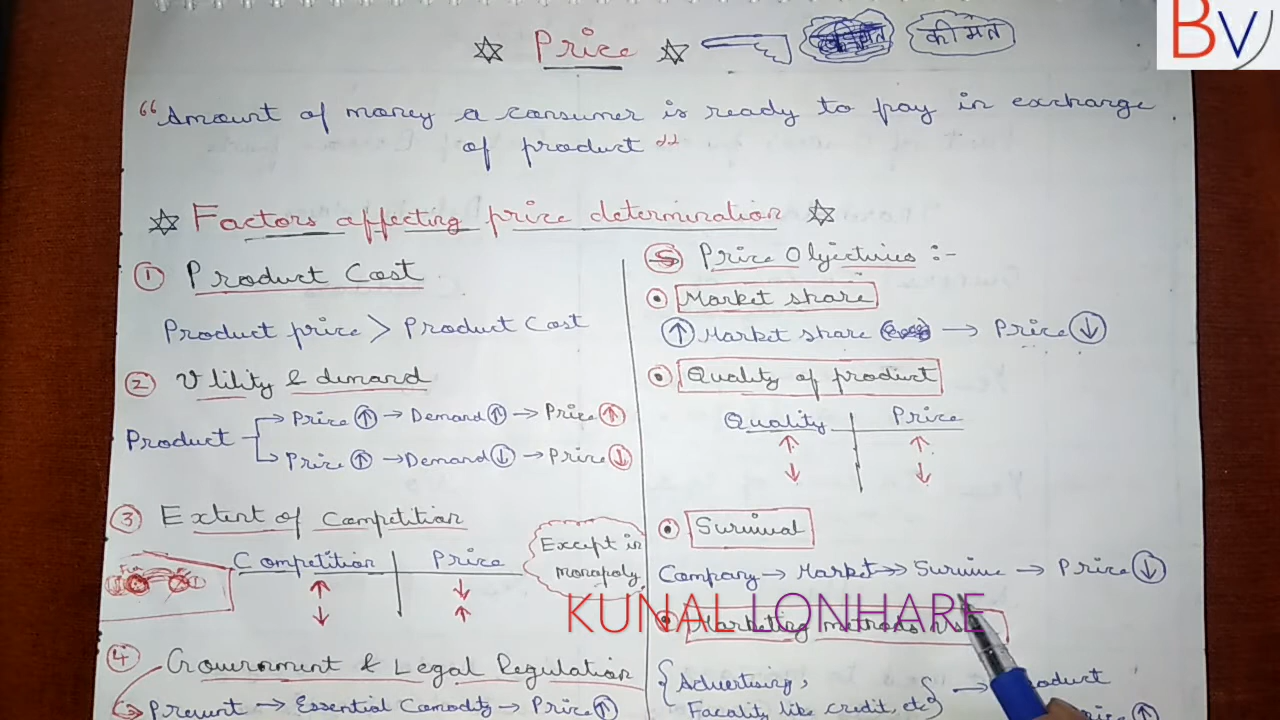 Price
कीमत
BV
"Amount of money a consumer is ready to pay in exchange
of product"
Factors affecting price determination
① Product Cost
Product price > Product Cost
② Utility & demand
Product
→ Price ↑ → Demand ↑ → Price ↑
→ Price ↑ → Demand ↓ → Price ↓
③ Extent of Competition
Competition | Price
↑ ↓
↓ ↑
Except in
monopoly
④ Government & Legal Regulation
Prevent → Essential Comodity → Price ↑
⑤ Price Objectives :-
• Market share
↑ Market share → Price ↓
• Quality of product
Quality | Price
↑ ↑
↓ ↓
• Survival
Company → Market → Survive → Price ↓
KUNAL LONHARE
• Marketing methods
{ Advertising,
Facality like credit, etc } → Product
Price ↑